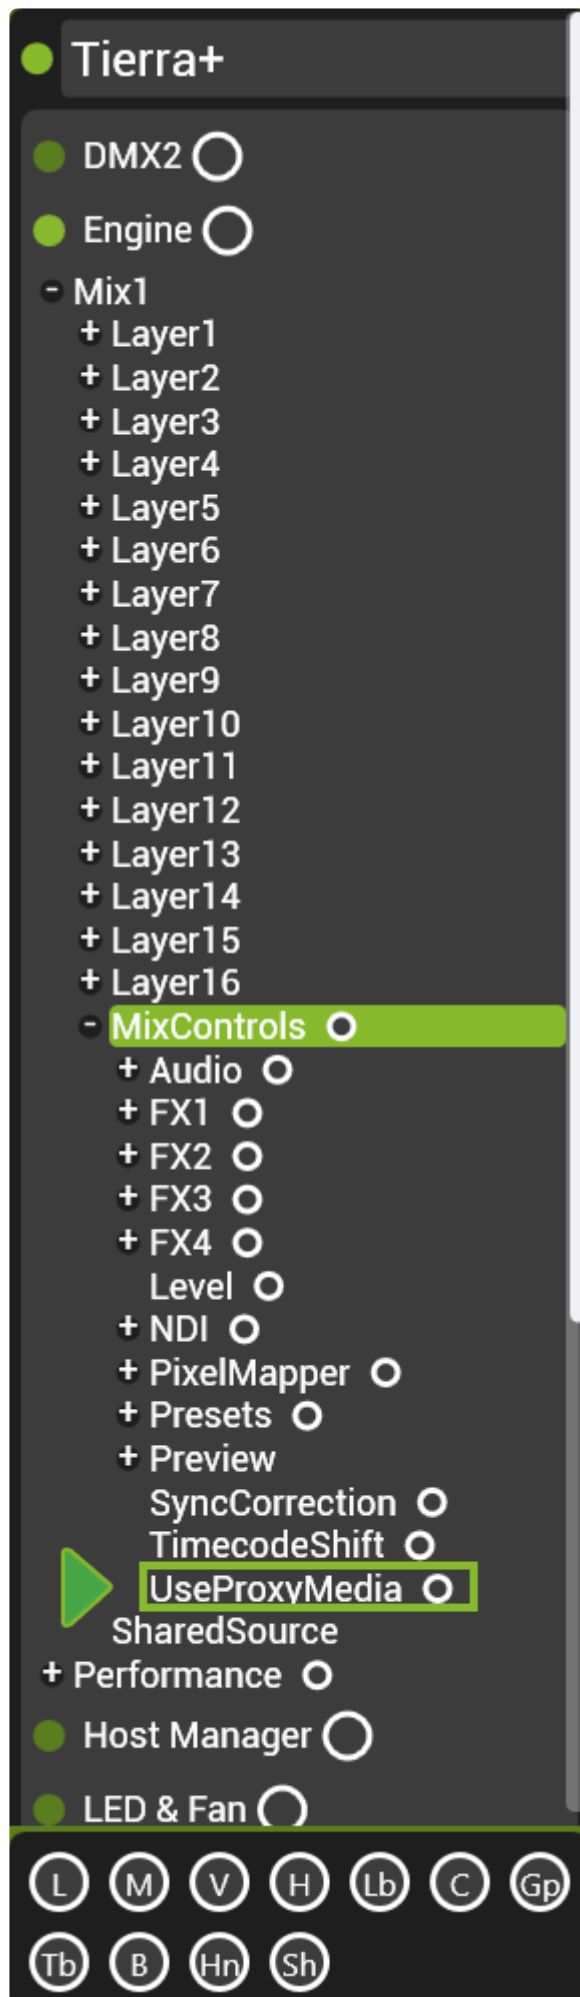 Tierra+
DMX2
Engine
- Mix1
+ Layer1
+ Layer2
+ Layer3
+ Layer4
+ Layer5
+ Layer6
+ Layer7
+ Layer8
+ Layer9
+ Layer10
+ Layer11
+ Layer12
+ Layer13
+ Layer14
+ Layer15
+ Layer16
- MixControls
+ Audio
+ FX1
+ FX2
+ FX3
+ FX4
Level
+ NDI
+ PixelMapper
+ Presets
+ Preview
SyncCorrection
TimecodeShift
UseProxyMedia
SharedSource
+ Performance
Host Manager
LED & Fan
L M V H Lb C Gp
Tb B Hn Sh